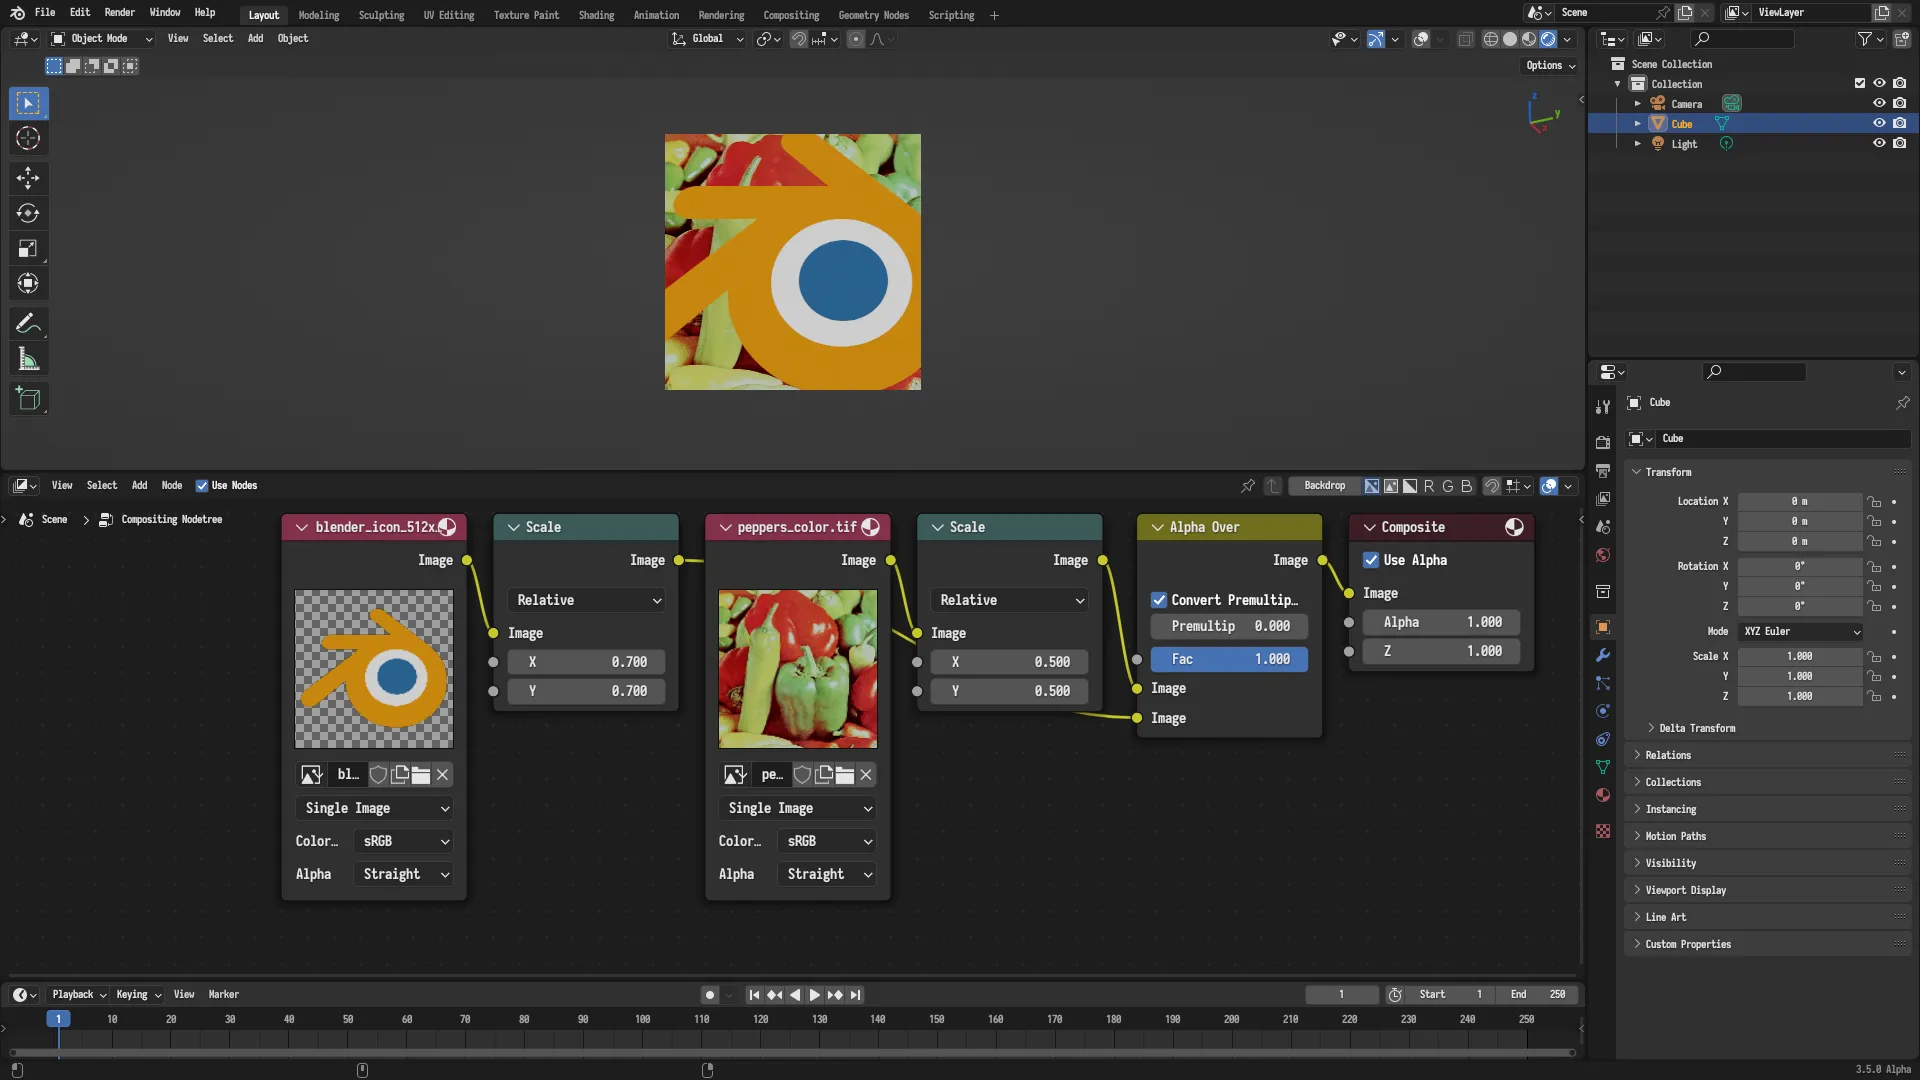 File Edit Render Window Help Layout Modeling Sculpting UV Editing Texture Paint Shading Animation Rendering Compositing Geometry Nodes Scripting + Scene ViewLayer
Object Mode View Select Add Object Global
Options
z
y
x
Scene Collection
Collection
Camera
Cube
Light
View Select Add Node Use Nodes Backdrop R G B
Scene > Compositing Nodetree
blender_icon_512x.
Image
bl…
Single Image
Color… sRGB
Alpha Straight
Scale
Image
Relative
Image
X 0.700
Y 0.700
peppers_color.tif
Image
pe…
Single Image
Color… sRGB
Alpha Straight
Scale
Image
Relative
Image
X 0.500
Y 0.500
Alpha Over
Image
Convert Premultip…
Premultip 0.000
Fac 1.000
Image
Image
Composite
Use Alpha
Image
Alpha 1.000
Z 1.000
Cube
Cube
Transform
Location X 0 m
Y 0 m
Z 0 m
Rotation X 0°
Y 0°
Z 0°
Mode XYZ Euler
Scale X 1.000
Y 1.000
Z 1.000
Delta Transform
Relations
Collections
Instancing
Motion Paths
Visibility
Viewport Display
Line Art
Custom Properties
Playback Keying View Marker 1 Start 1 End 250
1 10 20 30 40 50 60 70 80 90 100 110 120 130 140 150 160 170 180 190 200 210 220 230 240 250
3.5.0 Alpha